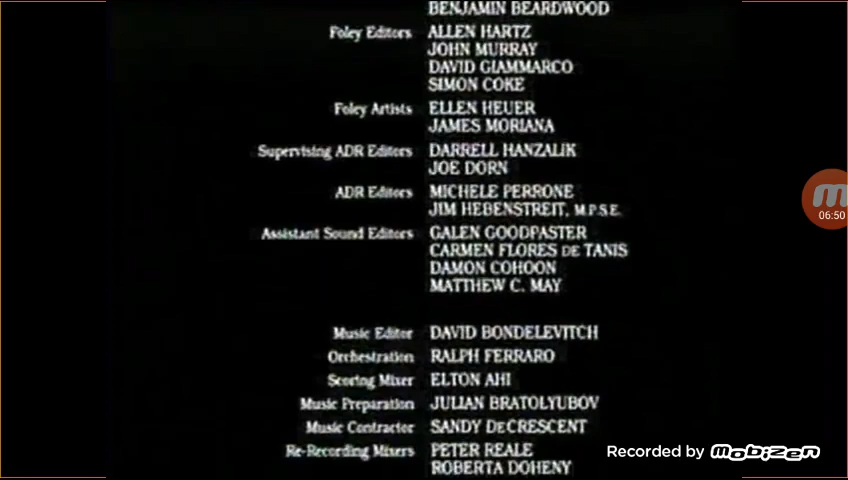 BENJAMIN BEARDWOOD
Foley Editors ALLEN HARTZ
JOHN MURRAY
DAVID GIAMMARCO
SIMON COKE
Foley Artists ELLEN HEUER
JAMES MORIANA
Supervising ADR Editors DARRELL HANZALIK
JOE DORN
ADR Editors MICHELE PERRONE
JIM HEBENSTREIT, M.P.S.E.
Assistant Sound Editors GALEN GOODPASTER
CARMEN FLORES DE TANIS
DAMON COHOON
MATTHEW C. MAY
Music Editor DAVID BONDELEVITCH
Orchestration RALPH FERRARO
Scoring Mixer ELTON AHI
Music Preparation JULIAN BRATOLYUBOV
Music Contractor SANDY DeCRESCENT
Re-Recording Mixers PETER REALE
ROBERTA DOHENY
m
06:50
Recorded by mobizen